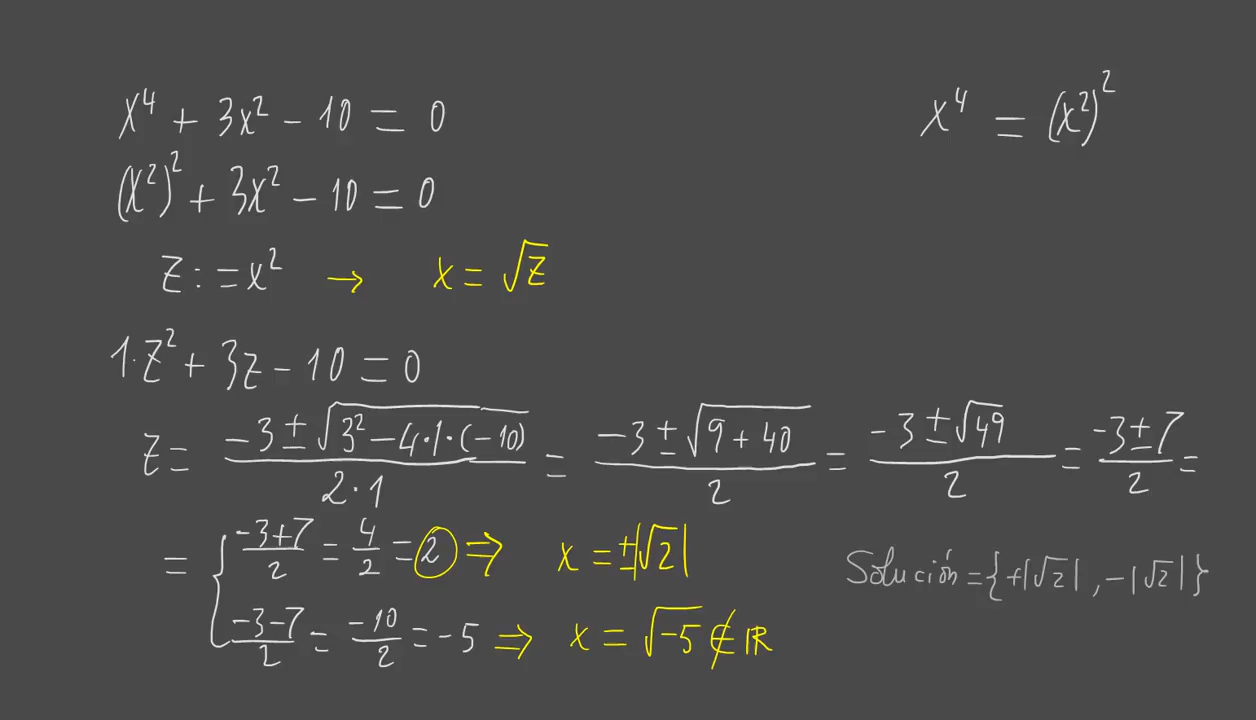 x⁴ + 3x² − 10 = 0
x⁴ = (x²)²
(x²)² + 3x² − 10 = 0
z := x² → x = √z
1·z² + 3z − 10 = 0
z = (−3 ± √(3² − 4·1·(−10)))/(2·1) = (−3 ± √(9 + 40))/2 = (−3 ± √49)/2 = (−3 ± 7)/2 =
= { (−3+7)/2 = 4/2 = 2 ⇒ x = ±|√2|
(−3−7)/2 = −10/2 = −5 ⇒ x = √−5 ∉ ℝ
Solución = {+|√2|, −|√2|}